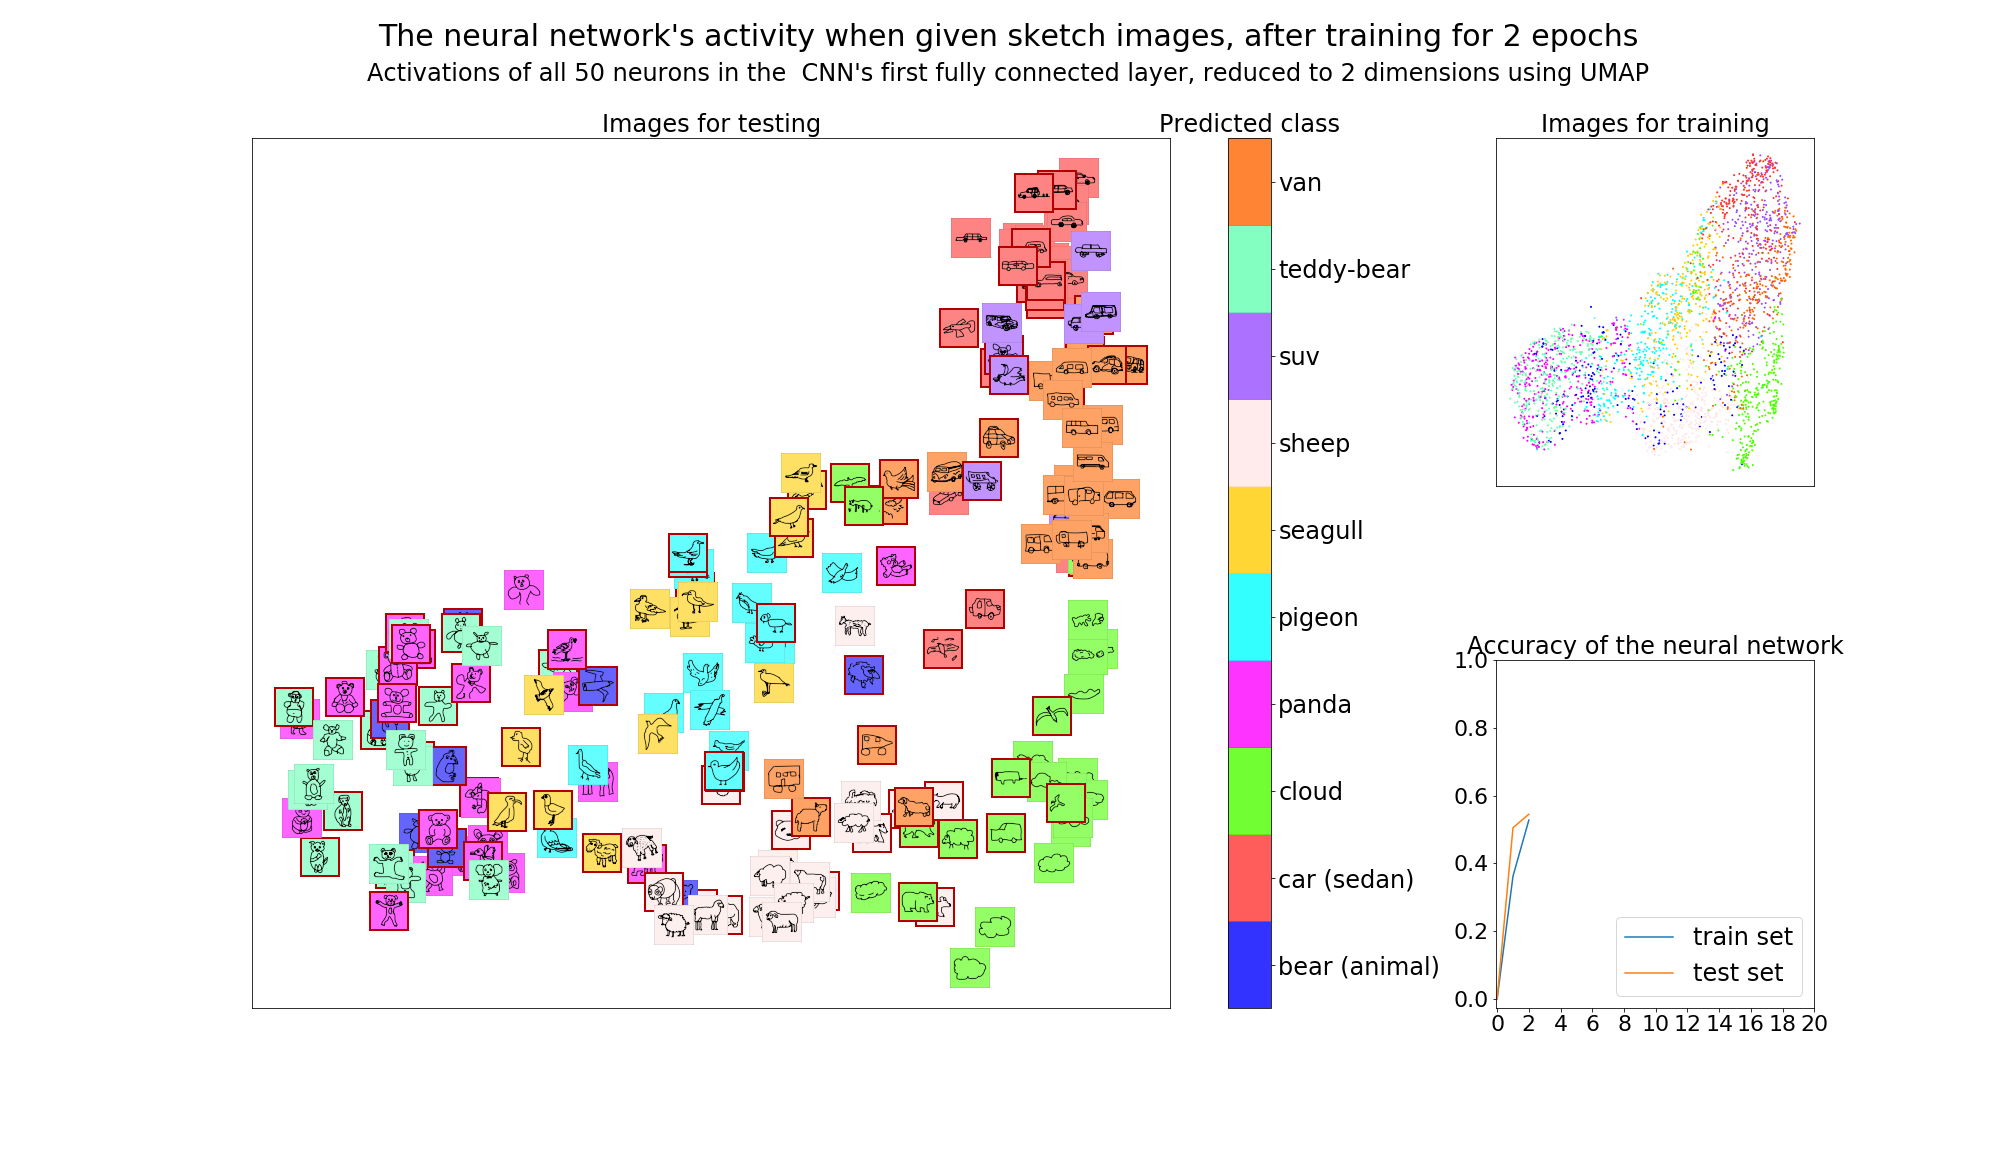 The neural network's activity when given sketch images, after training for 2 epochs
Activations of all 50 neurons in the  CNN's first fully connected layer, reduced to 2 dimensions using UMAP
Images for testing
Predicted class
van
teddy-bear
suv
sheep
seagull
pigeon
panda
cloud
car (sedan)
bear (animal)
Images for training
Accuracy of the neural network
1.0
0.8
0.6
0.4
0.2
0.0
train set
test set
0 2 4 6 8 10 12 14 16 18 20